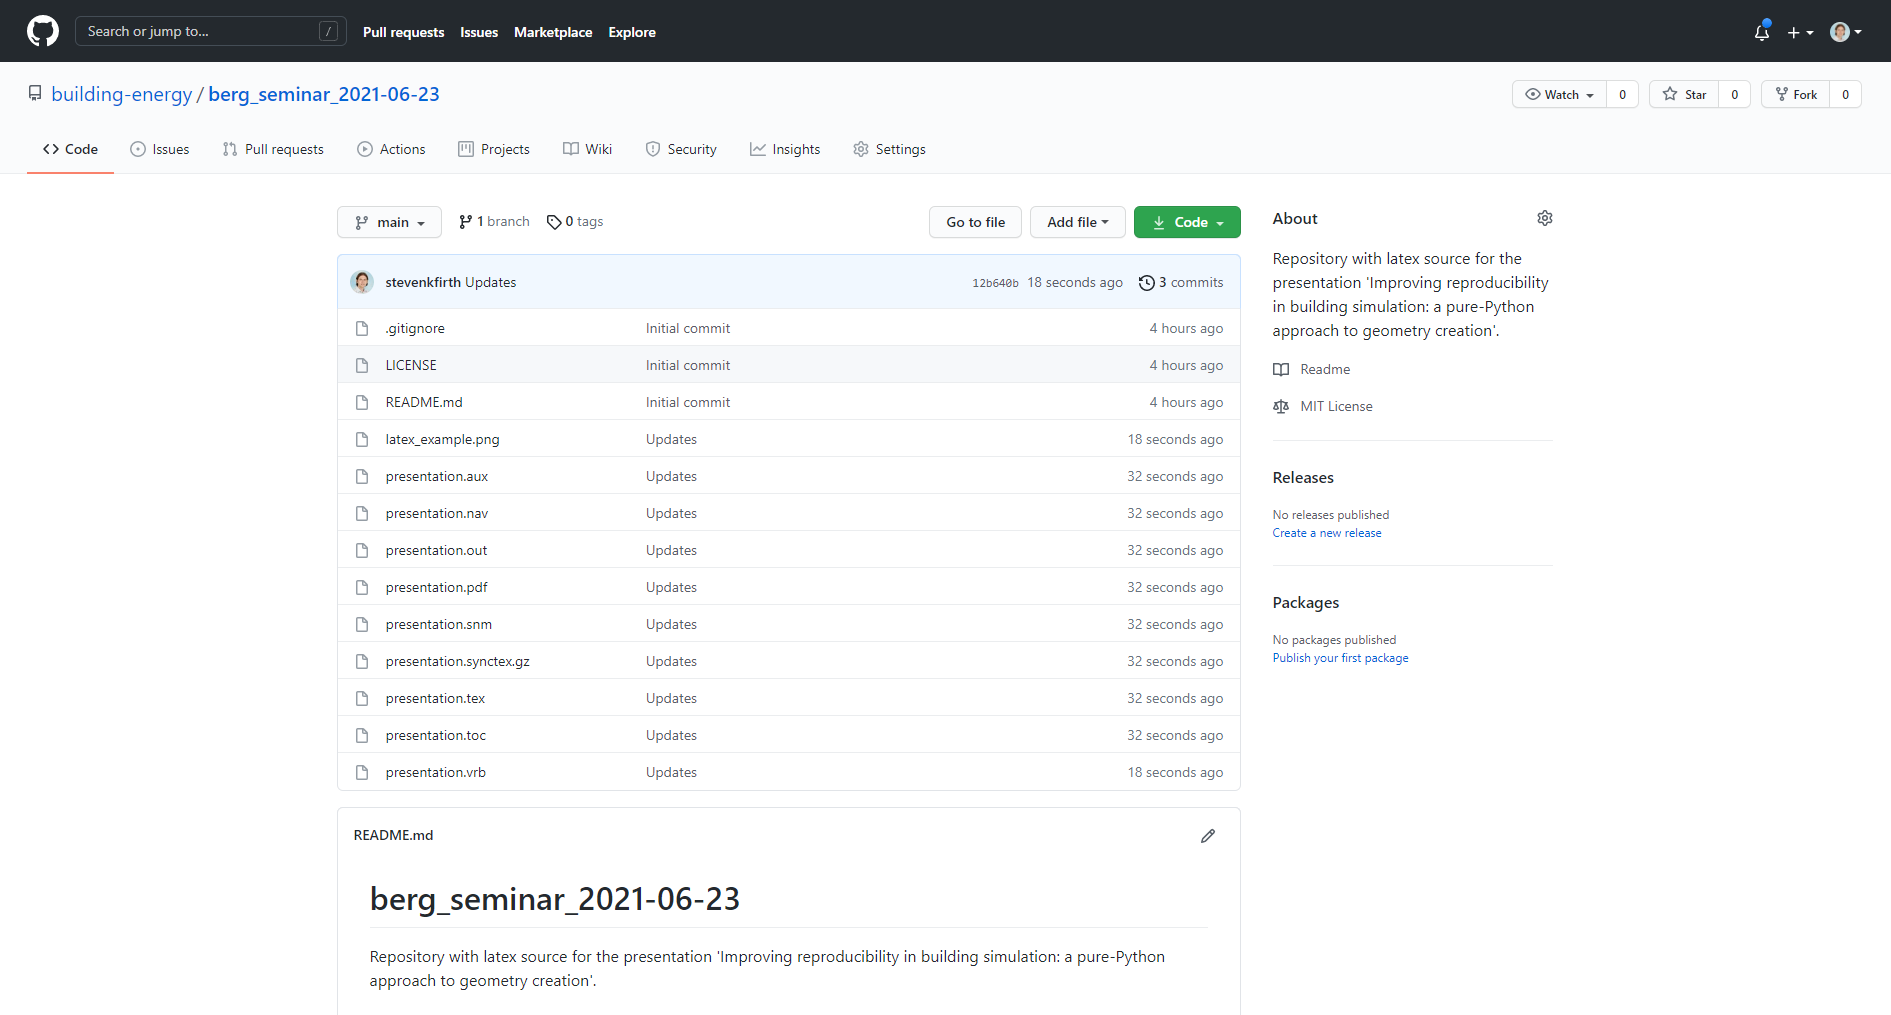 Search or jump to... /
Pull requests Issues Marketplace Explore
building-energy / berg_seminar_2021-06-23
Watch 0 Star 0 Fork 0
Code Issues Pull requests Actions Projects Wiki Security Insights Settings
main 1 branch 0 tags Go to file Add file Code
stevenkfirth Updates 12b640b 18 seconds ago 3 commits
.gitignore Initial commit 4 hours ago
LICENSE Initial commit 4 hours ago
README.md Initial commit 4 hours ago
latex_example.png Updates 18 seconds ago
presentation.aux Updates 32 seconds ago
presentation.nav Updates 32 seconds ago
presentation.out Updates 32 seconds ago
presentation.pdf Updates 32 seconds ago
presentation.snm Updates 32 seconds ago
presentation.synctex.gz Updates 32 seconds ago
presentation.tex Updates 32 seconds ago
presentation.toc Updates 32 seconds ago
presentation.vrb Updates 18 seconds ago
README.md
berg_seminar_2021-06-23
Repository with latex source for the presentation 'Improving reproducibility in building simulation: a pure-Python
approach to geometry creation'.
About
Repository with latex source for the
presentation 'Improving reproducibility
in building simulation: a pure-Python
approach to geometry creation'.
Readme
MIT License
Releases
No releases published
Create a new release
Packages
No packages published
Publish your first package